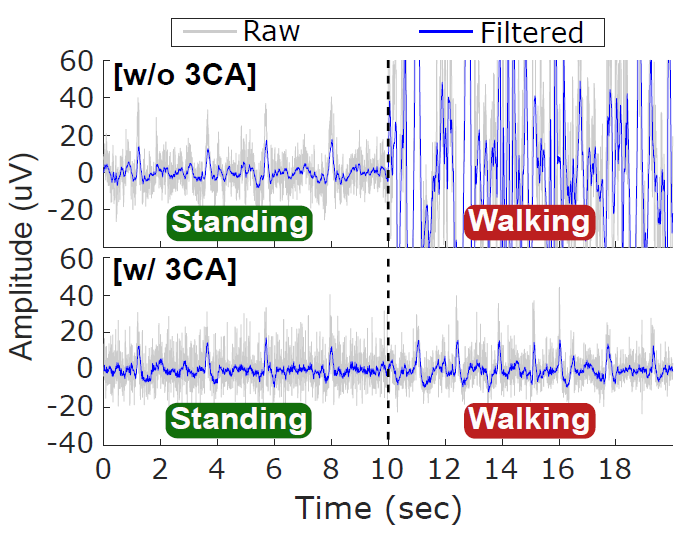 Raw Filtered
[w/o 3CA]
60
40
20
0
-20
Standing Walking
[w/ 3CA]
60
40
20
0
-20
-40
Standing Walking
Amplitude (uV)
0 2 4 6 8 10 12 14 16 18
Time (sec)